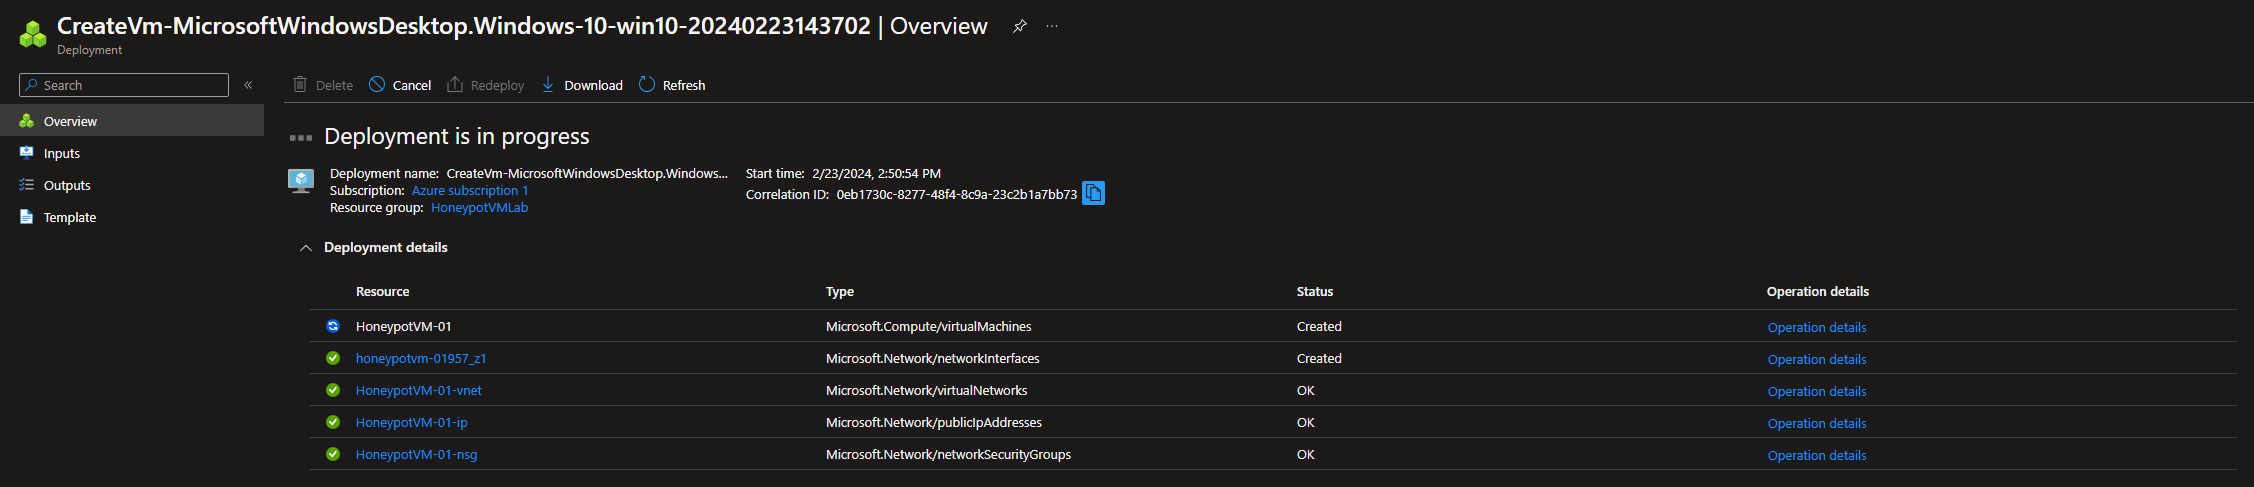 CreateVm-MicrosoftWindowsDesktop.Windows-10-win10-20240223143702 | Overview
Deployment
Search
Delete Cancel Redeploy Download Refresh
Overview
Inputs
Outputs
Template
Deployment is in progress
Deployment name: CreateVm-MicrosoftWindowsDesktop.Windows...
Subscription: Azure subscription 1
Resource group: HoneypotVMLab
Start time: 2/23/2024, 2:50:54 PM
Correlation ID: 0eb1730c-8277-48f4-8c9a-23c2b1a7bb73
Deployment details
Resource Type Status Operation details
HoneypotVM-01 Microsoft.Compute/virtualMachines Created Operation details
honeypotvm-01957_z1 Microsoft.Network/networkInterfaces Created Operation details
HoneypotVM-01-vnet Microsoft.Network/virtualNetworks OK Operation details
HoneypotVM-01-ip Microsoft.Network/publicIpAddresses OK Operation details
HoneypotVM-01-nsg Microsoft.Network/networkSecurityGroups OK Operation details